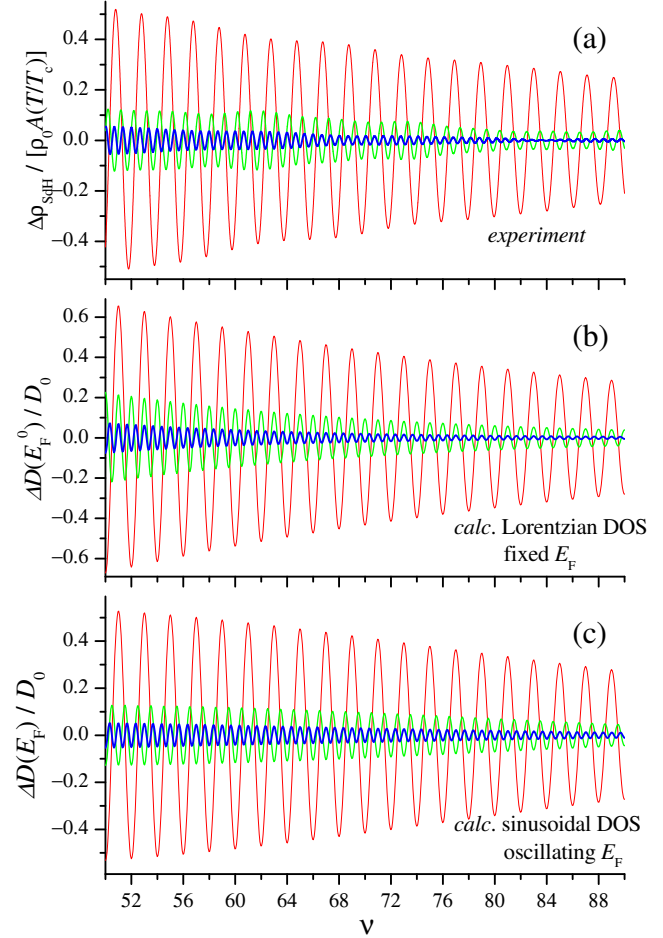 (a)
0.4
0.2
0.0
−0.2
−0.4
Δρ_SdH / [ρ_0 A(T/T_c)]
experiment
(b)
0.6
0.4
0.2
0.0
−0.2
−0.4
−0.6
ΔD(E_F^0) / D_0
calc. Lorentzian DOS
fixed E_F
(c)
0.4
0.2
0.0
−0.2
−0.4
ΔD(E_F) / D_0
calc. sinusoidal DOS
oscillating E_F
52 56 60 64 68 72 76 80 84 88
ν